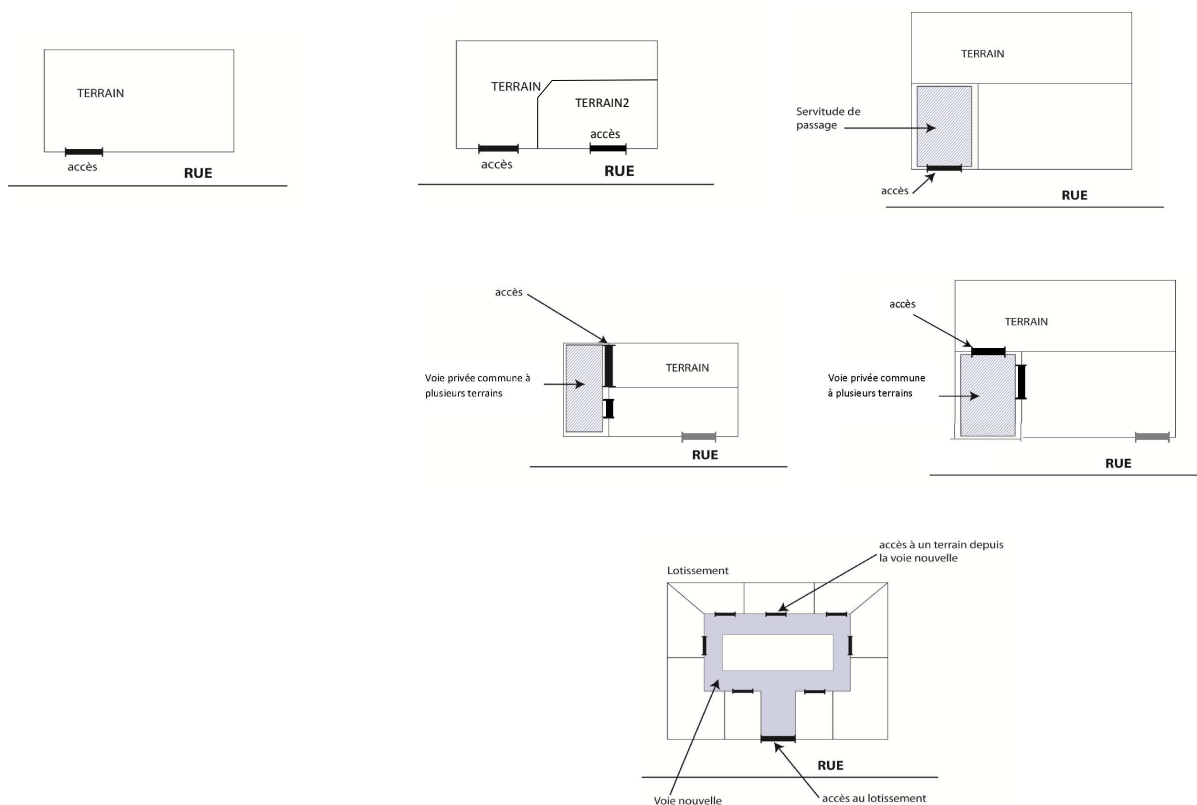 TERRAIN
accès
RUE
TERRAIN
TERRAIN2
accès
accès
RUE
TERRAIN
Servitude de
passage
accès
RUE
accès
TERRAIN
Voie privée commune à
plusieurs terrains
RUE
accès
TERRAIN
Voie privée commune
à plusieurs terrains
RUE
accès à un terrain depuis
la voie nouvelle
Lotissement
RUE
Voie nouvelle
accès au lotissement